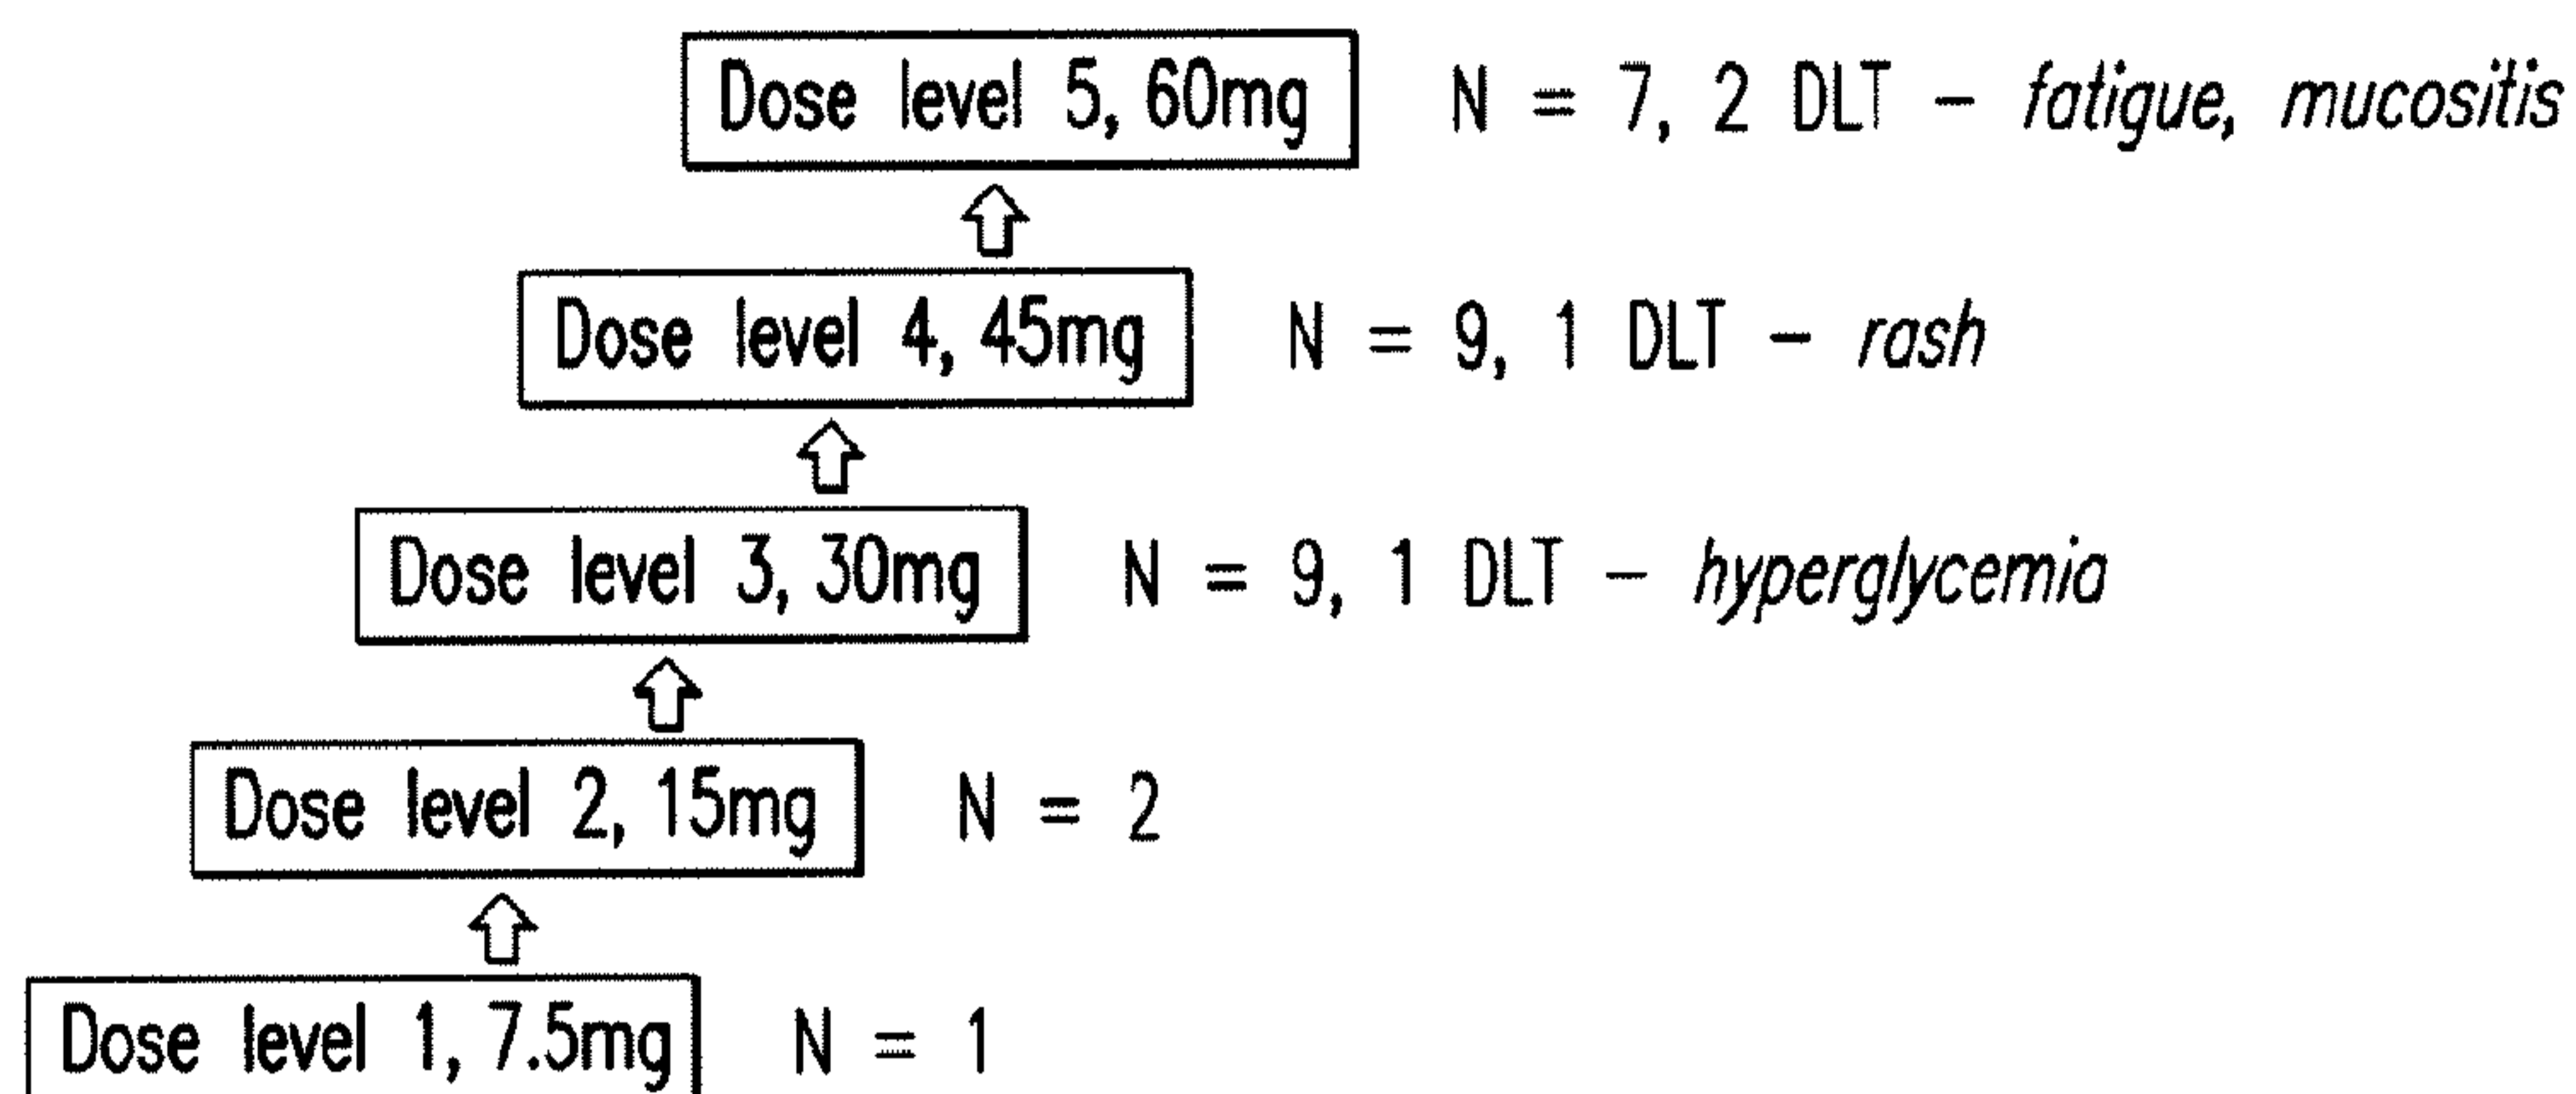 Dose level 5, 60mg N = 7, 2 DLT – fatigue, mucositis
Dose level 4, 45mg N = 9, 1 DLT – rash
Dose level 3, 30mg N = 9, 1 DLT – hyperglycemia
Dose level 2, 15mg N = 2
Dose level 1, 7.5mg N = 1